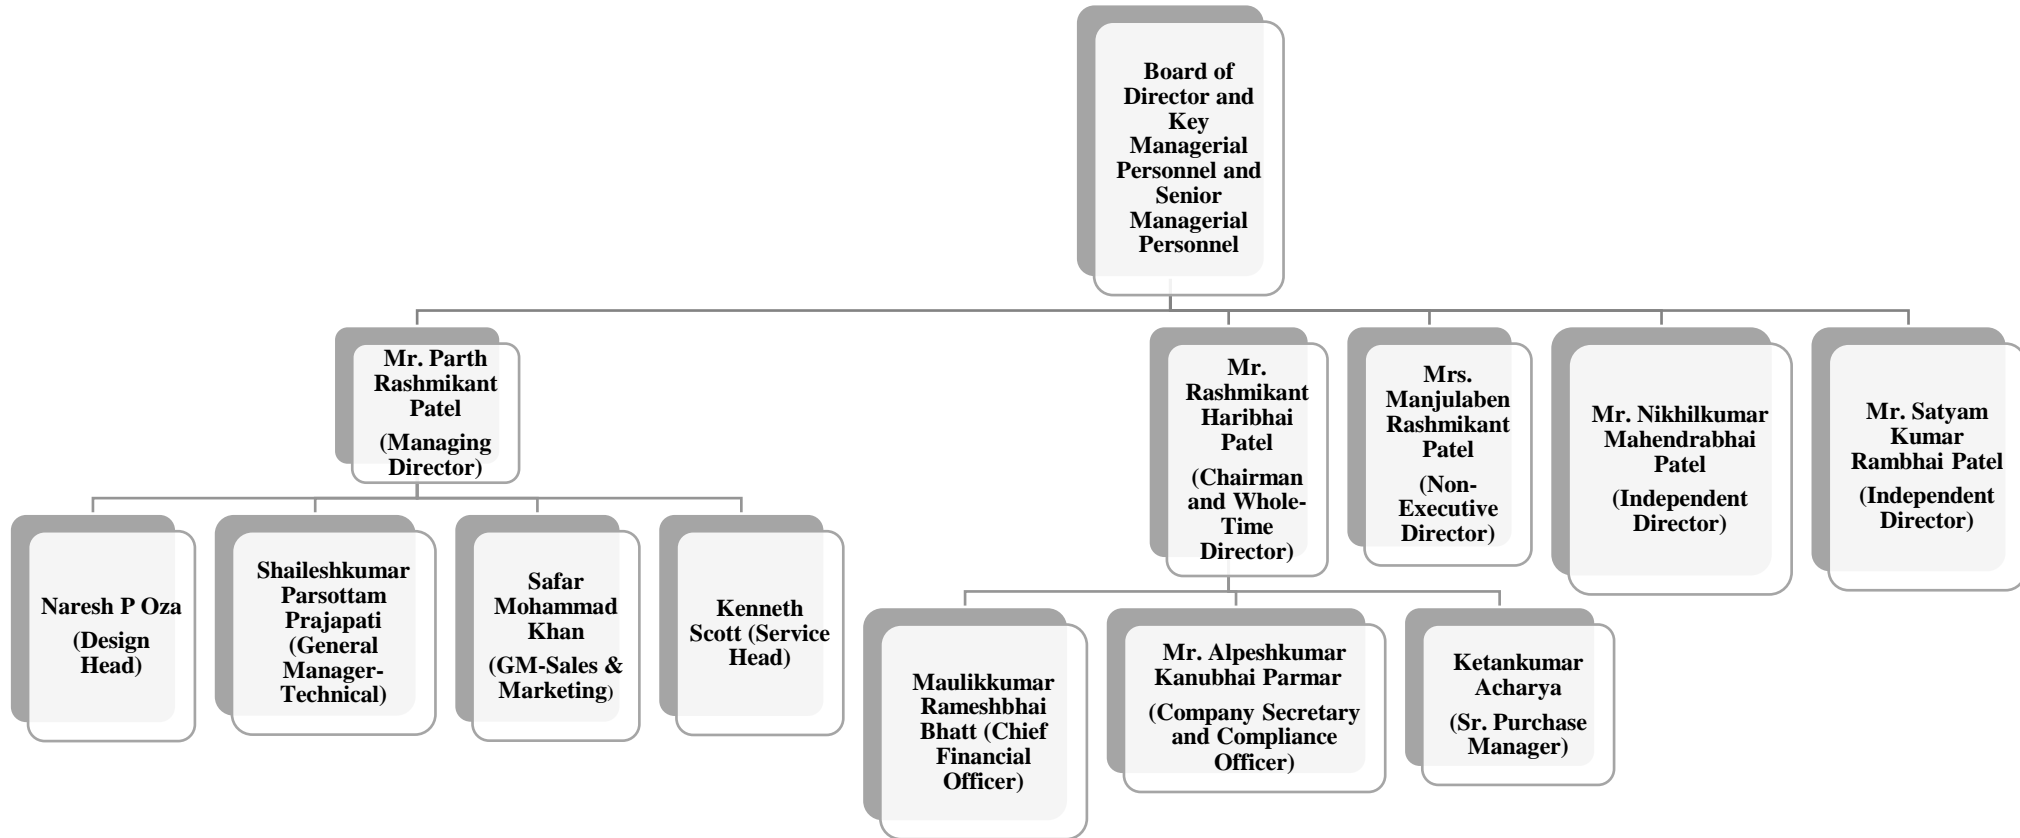 Board of
Director and
Key
Managerial
Personnel and
Senior
Managerial
Personnel
Mr. Parth
Rashmikant
Patel
(Managing
Director)
Mr.
Rashmikant
Haribhai
Patel
(Chairman
and Whole-
Time
Director)
Mrs.
Manjulaben
Rashmikant
Patel
(Non-
Executive
Director)
Mr. Nikhilkumar
Mahendrabhai
Patel
(Independent
Director)
Mr. Satyam
Kumar
Rambhai Patel
(Independent
Director)
Naresh P Oza
(Design
Head)
Shaileshkumar
Parsottam
Prajapati
(General
Manager-
Technical)
Safar
Mohammad
Khan
(GM-Sales &
Marketing)
Kenneth
Scott (Service
Head)
Maulikkumar
Rameshbhai
Bhatt (Chief
Financial
Officer)
Mr. Alpeshkumar
Kanubhai Parmar
(Company Secretary
and Compliance
Officer)
Ketankumar
Acharya
(Sr. Purchase
Manager)